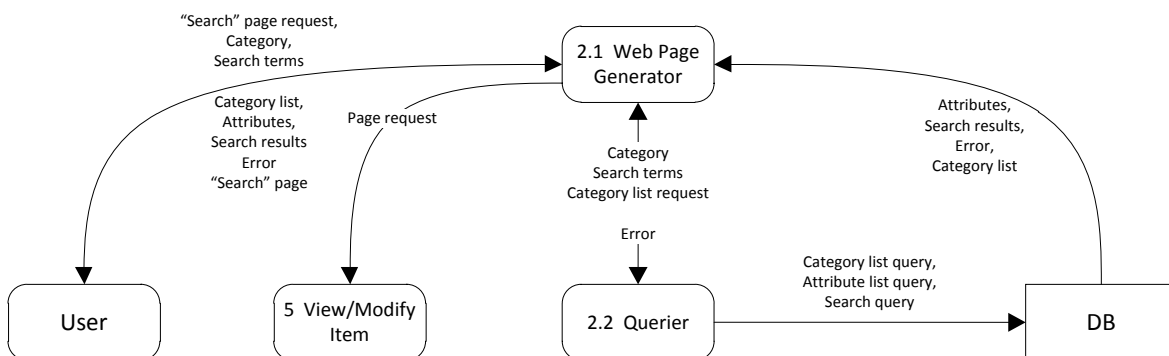 “Search” page request,
Category,
Search terms
2.1  Web Page
Generator
Category list,
Attributes,
Search results
Error
“Search” page
Page request
Attributes,
Search results,
Error,
Category list
Category
Search terms
Category list request
Error
Category list query,
Attribute list query,
Search query
User
5  View/Modify
Item
2.2  Querier
DB